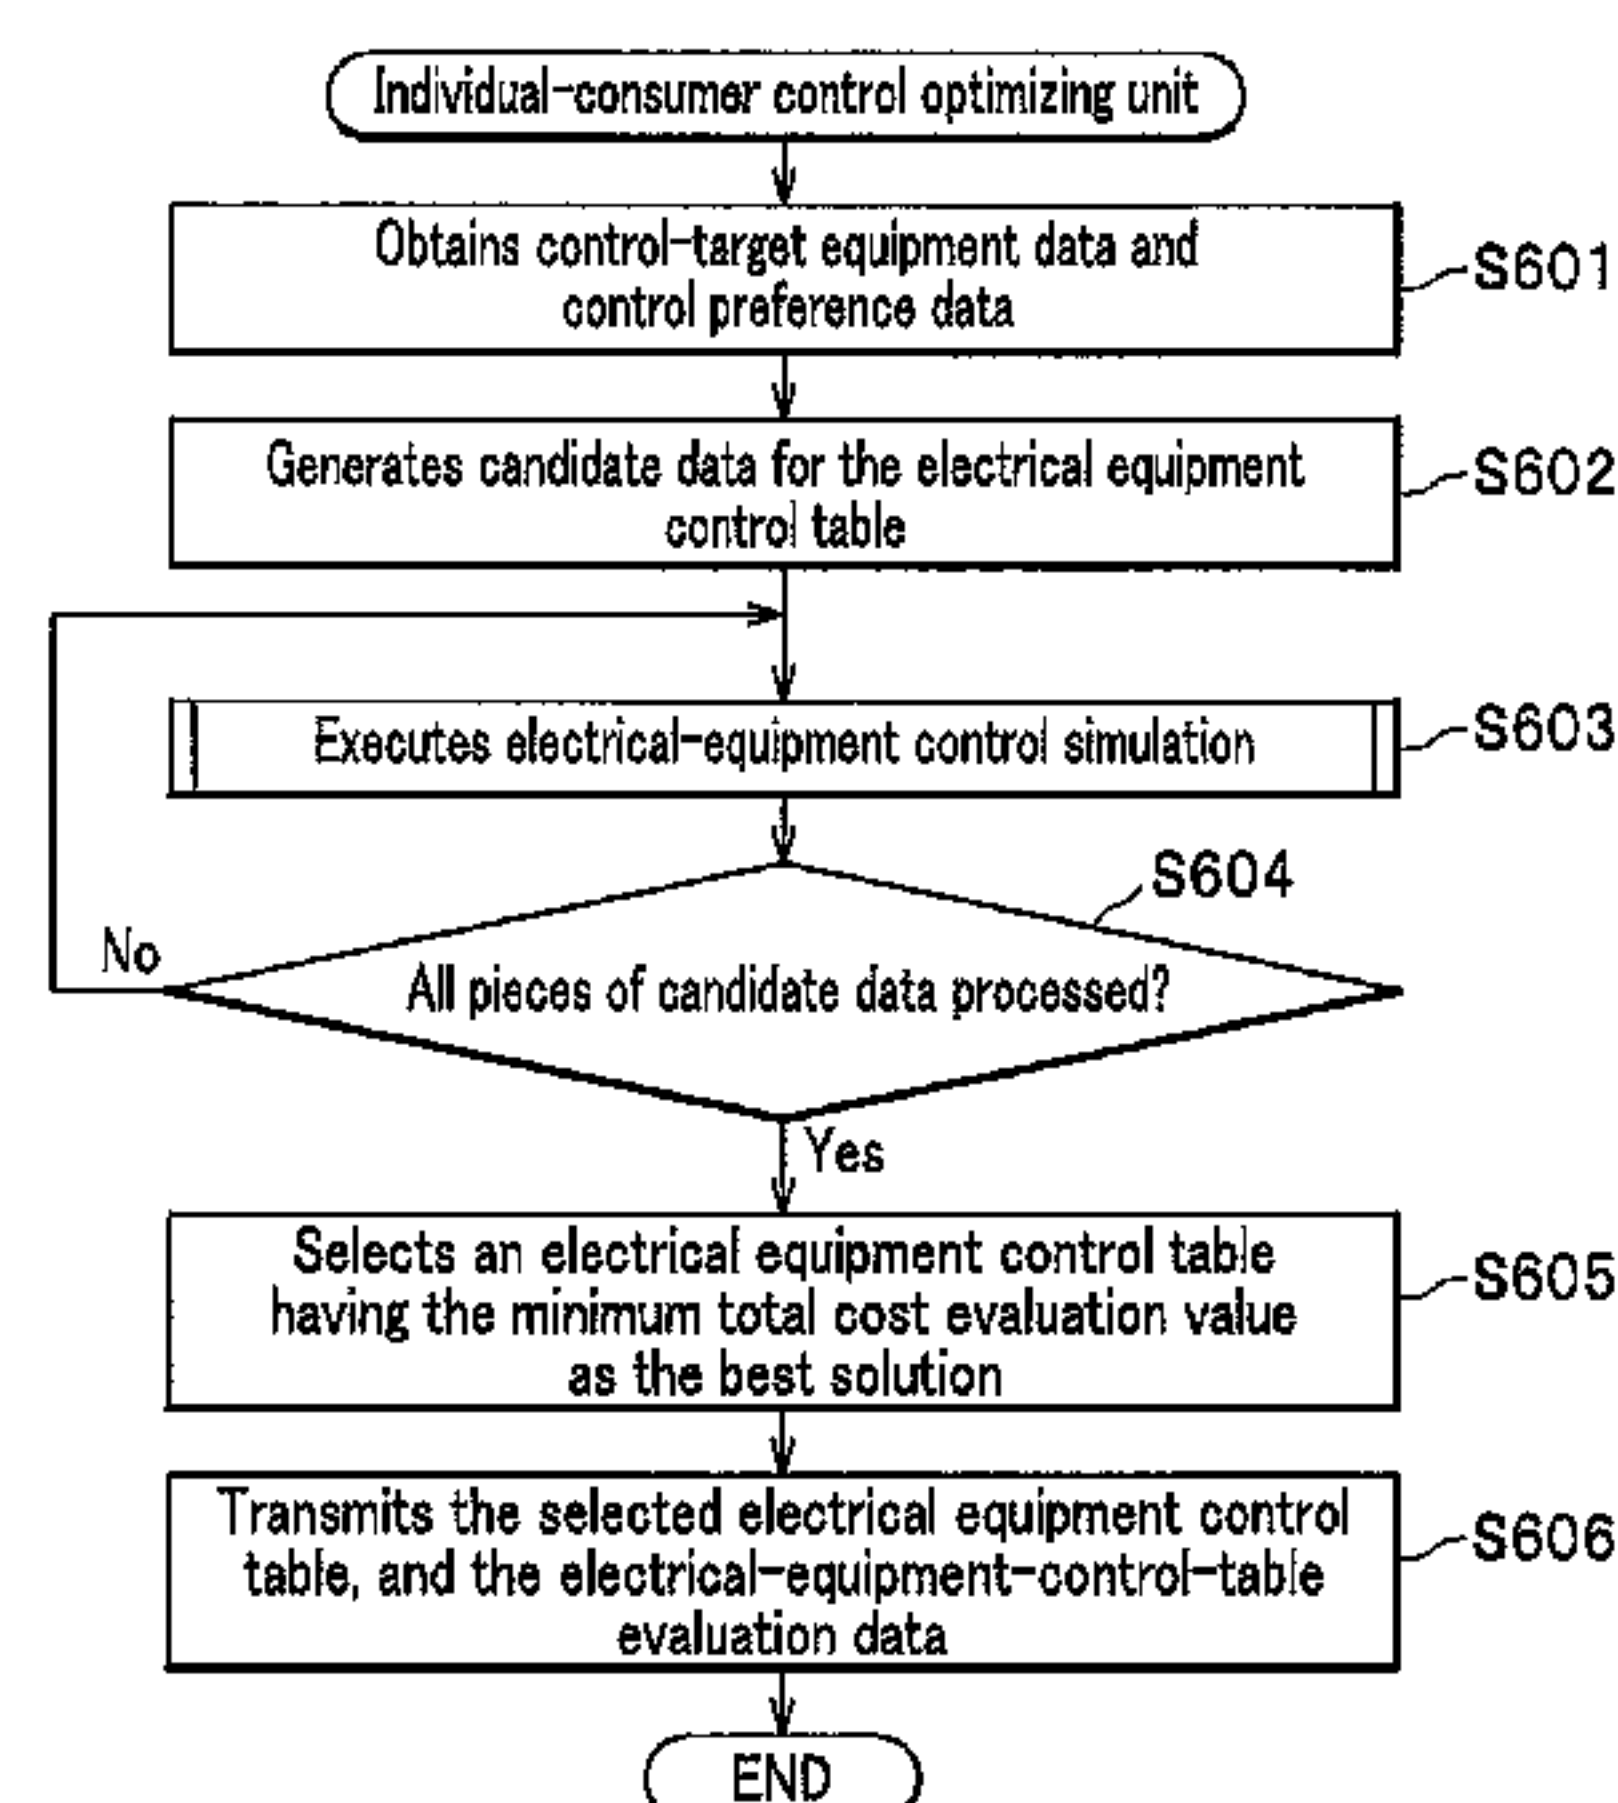 Individual-consumer control optimizing unit
Obtains control-target equipment data and
control preference data
S601
Generates candidate data for the electrical equipment
control table
S602
Executes electrical-equipment control simulation
S603
S604
No
All pieces of candidate data processed?
Yes
Selects an electrical equipment control table
having the minimum total cost evaluation value
as the best solution
S605
Transmits the selected electrical equipment control
table, and the electrical-equipment-control-table
evaluation data
S606
END